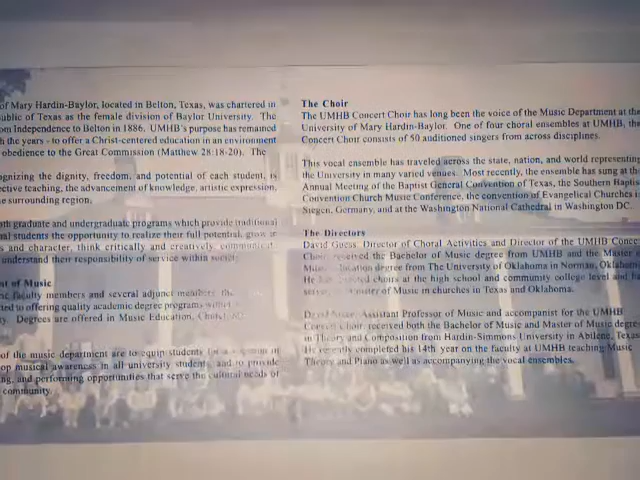 of Mary Hardin-Baylor, located in Belton, Texas, was chartered in
ublic of Texas as the female division of Baylor University. The
om Independence to Belton in 1886. UMHB's purpose has remained
h the years - to offer a Christ-centered education in an environment
obedience to the Great Commission (Matthew 28:18-20). The
ognizing the dignity, freedom, and potential of each student, is
ective teaching, the advancement of knowledge, artistic expression,
e surrounding region.
oth graduate and undergraduate programs which provide traditional
nal students the opportunity to realize their full potential, grow
s and character, think critically and creatively, communicat
understand their responsibility of service within societ
nt of Music
faculty members and several adjunct members, the
ted to offering quality academic degree programs within
y. Degrees are offered in Music Education, Church
of the music department are to equip students for
op musical awareness in all university students, and to provide
ng, and performing opportunities that serve the cultural needs of
community.
The Choir
The UMHB Concert Choir has long been the voice of the Music Department at the
University of Mary Hardin-Baylor. One of four choral ensembles at UMHB, the
Concert Choir consists of 50 auditioned singers from across disciplines.
This vocal ensemble has traveled across the state, nation, and world representing
the University in many varied venues. Most recently, the ensemble has sung at the
Annual Meeting of the Baptist General Convention of Texas, the Southern Baptis
Convention Church Music Conference, the convention of Evangelical Churches i
Siegen, Germany, and at the Washington National Cathedral in Washington DC.
The Directors
David Guess, Director of Choral Activities and Director of the UMHB Concer
Choir received the Bachelor of Music degree from UMHB and the Master o
Music Education degree from The University of Oklahoma in Norman, Oklahoma
He has directed choirs at the high school and community college level and ha
Minister of Music in churches in Texas and Oklahoma.
Assistant Professor of Music and accompanist for the UMHB
Concert Choir, received both the Bachelor of Music and Master of Music degree
in Theory and Composition from Hardin-Simmons University in Abilene, Texas
He recently completed his 14th year on the faculty at UMHB teaching Music
Theory and Piano as well as accompanying the vocal ensembles.